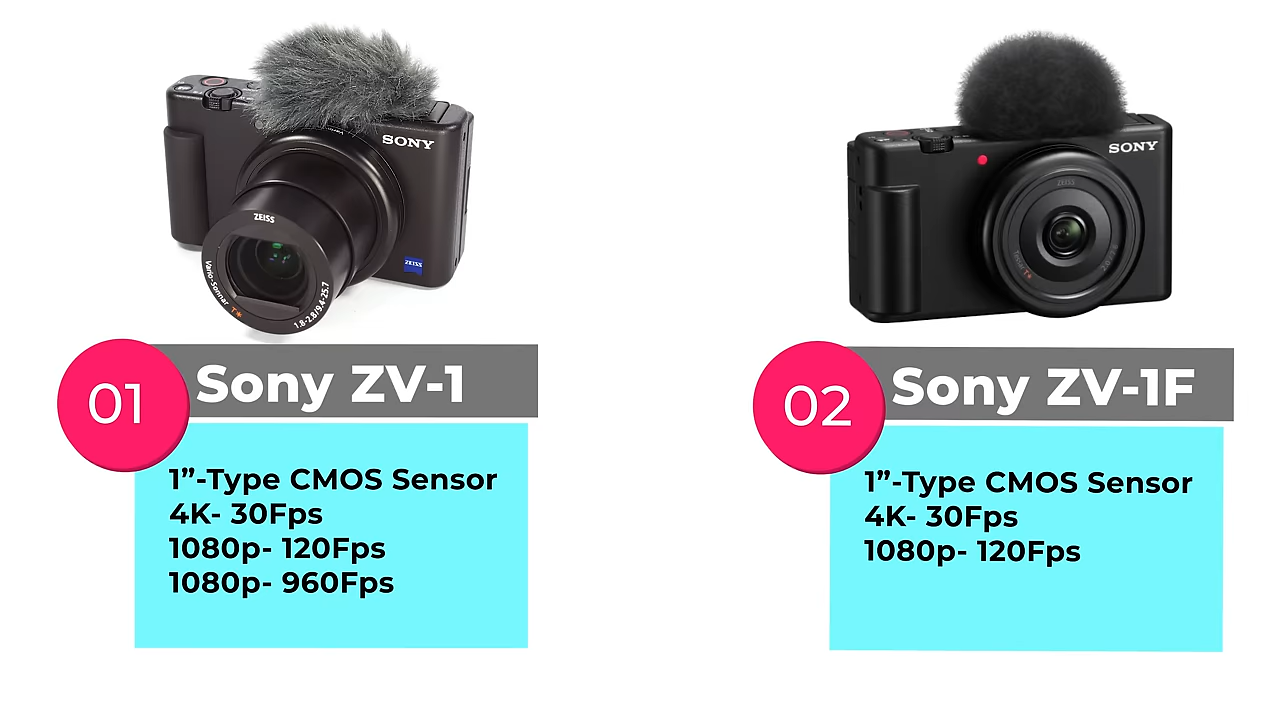 SONY
ZEISS
ZEISS
Vario-Sonnar T* 1.8-2.8/9.4-25.7
01
Sony ZV-1
1”-Type CMOS Sensor
4K- 30Fps
1080p- 120Fps
1080p- 960Fps
SONY
ZEISS
02
Sony ZV-1F
1”-Type CMOS Sensor
4K- 30Fps
1080p- 120Fps